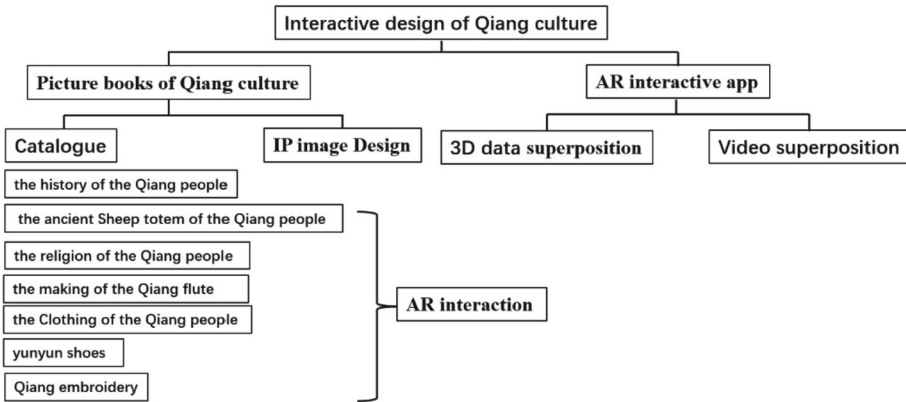 Interactive design of Qiang culture
Picture books of Qiang culture
AR interactive app
Catalogue
IP image Design
3D data superposition
Video superposition
the history of the Qiang people
the ancient Sheep totem of the Qiang people
the religion of the Qiang people
the making of the Qiang flute
AR interaction
the Clothing of the Qiang people
yunyun shoes
Qiang embroidery